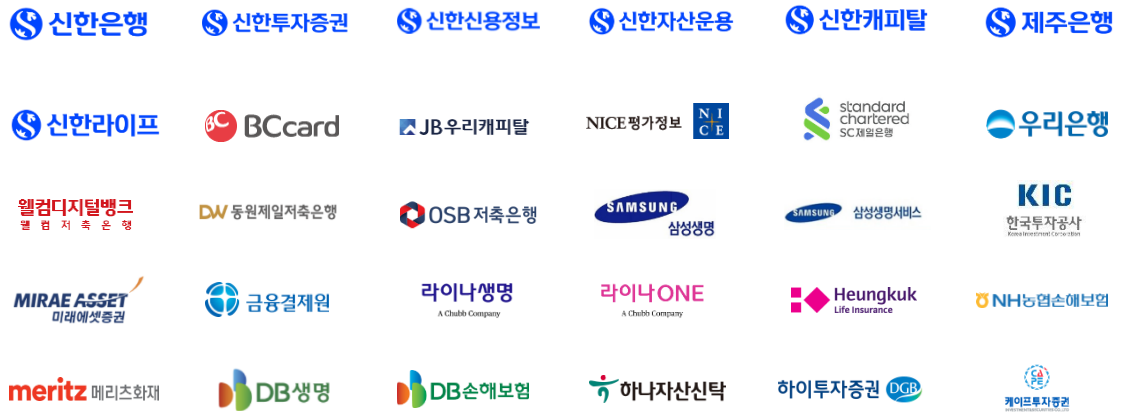 신한은행
신한투자증권
신한신용정보
신한자산운용
신한캐피탈
제주은행
신한라이프
BC
BCcard
JB우리캐피탈
NICE평가정보
NI
CE
standard
chartered
SC제일은행
우리은행
웰컴디지털뱅크
웰컴저축은행
DW 동원제일저축은행
OSB저축은행
SAMSUNG
삼성생명
SAMSUNG
삼성생명서비스
KIC
한국투자공사
Korea Investment Corporation
MIRAE ASSET
미래에셋증권
금융결제원
라이나생명
A Chubb Company
라이나ONE
A Chubb Company
Heungkuk
Life Insurance
NH농협손해보험
meritz 메리츠화재
DB생명
DB손해보험
하나자산신탁
하이투자증권 DGB
CA
PE
케이프투자증권